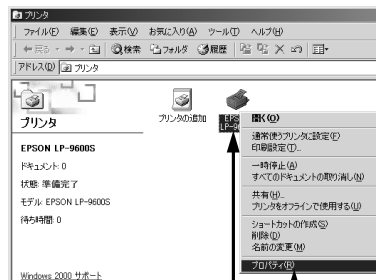 プリンタ
ファイル(F) 編集(E) 表示(V) お気に入り(A) ツール(T) ヘルプ(H)
戻る 検索 フォルダ 履歴
アドレス(D) プリンタ
プリンタ
プリンタの追加
EPSON LP-9600S
ドキュメント: 0
状態: 準備完了
モデル: EPSON LP-9600S
待ち時間: 0
Windows 2000 サポート
開く(O)
通常使うプリンタに設定(F)
印刷設定(T)...
一時停止(A)
すべてのドキュメントの取り消し(N)
共有(H)...
プリンタをオフラインで使用する(U)
ショートカットの作成(S)
削除(D)
名前の変更(M)
プロパティ(R)